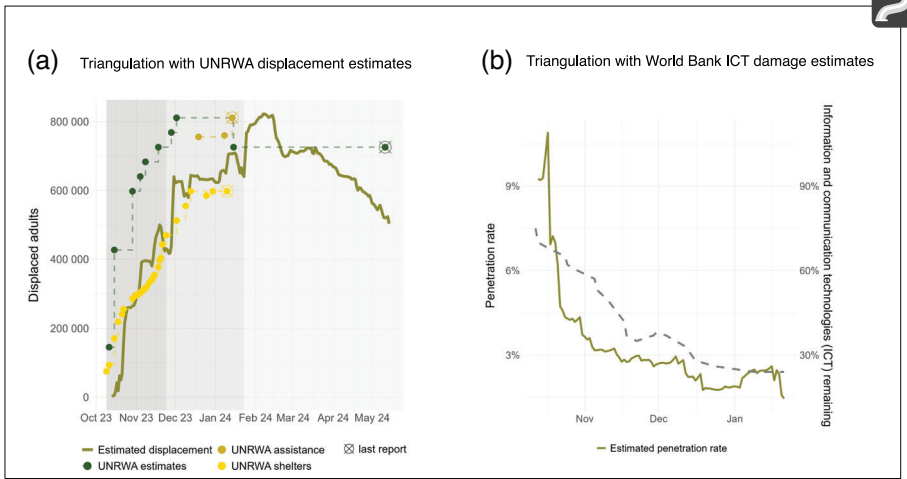 (a) Triangulation with UNRWA displacement estimates
800 000
600 000
400 000
200 000
0
Displaced adults
Oct 23 Nov 23 Dec 23 Jan 24 Feb 24 Mar 24 Apr 24 May 24
Estimated displacement UNRWA assistance last report
UNRWA estimates UNRWA shelters
(b) Triangulation with World Bank ICT damage estimates
9%
6%
3%
Penetration rate
90%
60%
30%
Information and communication technologies (ICT) remaining
Nov Dec Jan
Estimated penetration rate